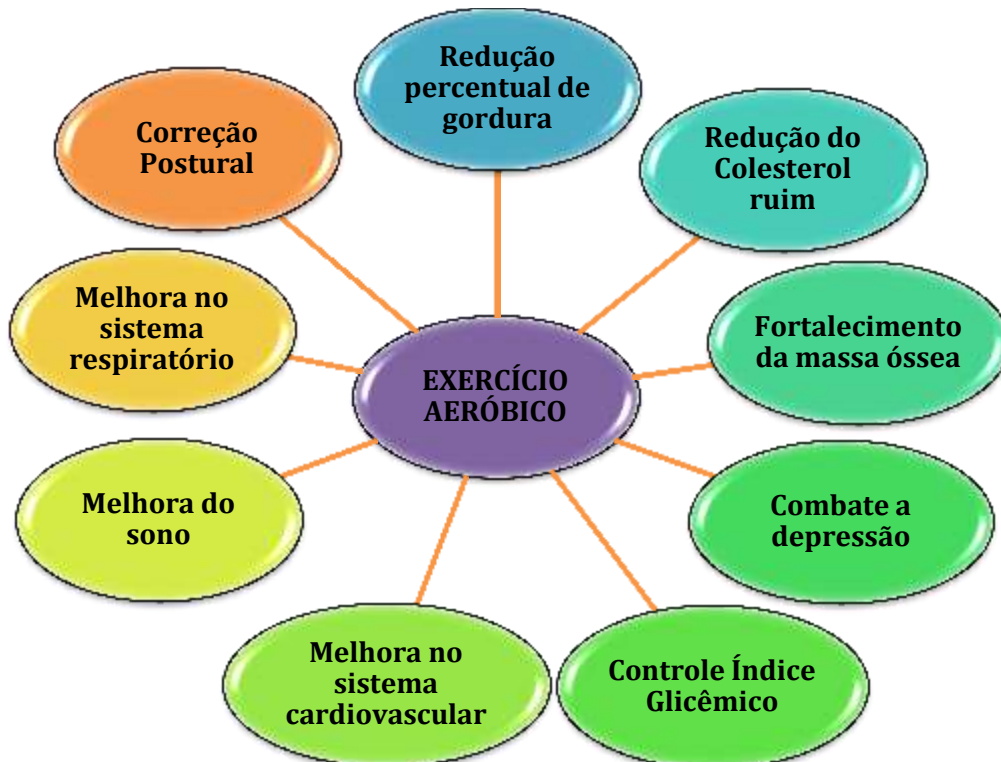 Redução
percentual de
gordura
Correção
Postural
Redução do
Colesterol
ruim
Melhora no
sistema
respiratório
Fortalecimento
da massa óssea
EXERCÍCIO
AERÓBICO
Melhora do
sono
Combate a
depressão
Melhora no
sistema
cardiovascular
Controle Índice
Glicêmico